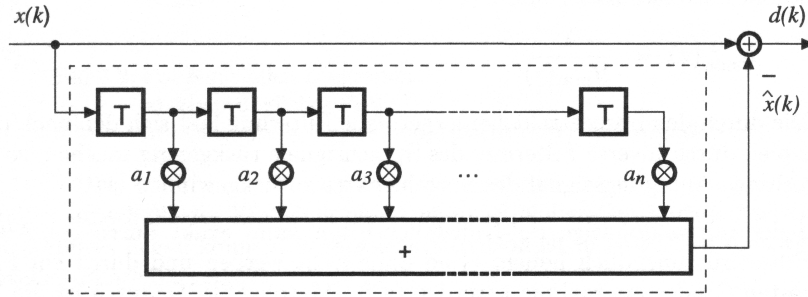 x(k) d(k)
+
−
x̂(k)
T T T T
a1 a2 a3 ... an
+